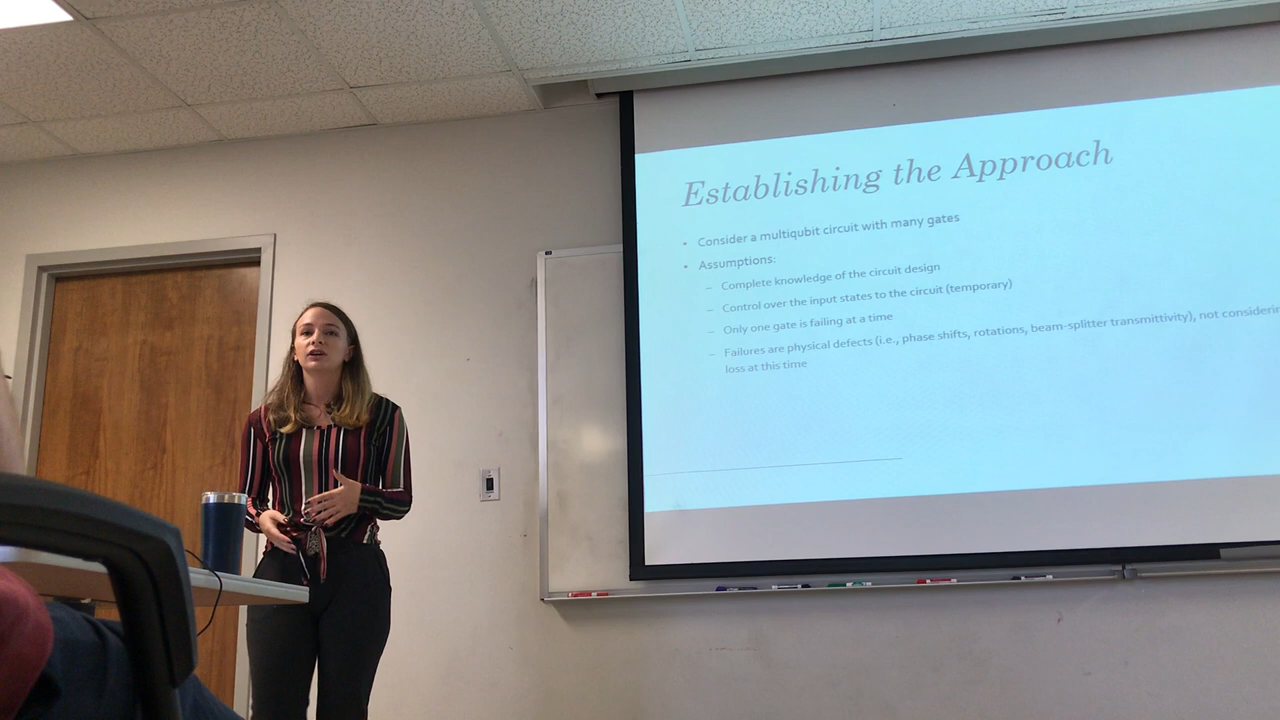 Establishing the Approach
• Consider a multiqubit circuit with many gates
• Assumptions:
– Complete knowledge of the circuit design
– Control over the input states to the circuit (temporary)
– Only one gate is failing at a time
– Failures are physical defects (i.e., phase shifts, rotations, beam-splitter transmittivity), not considerin
loss at this time